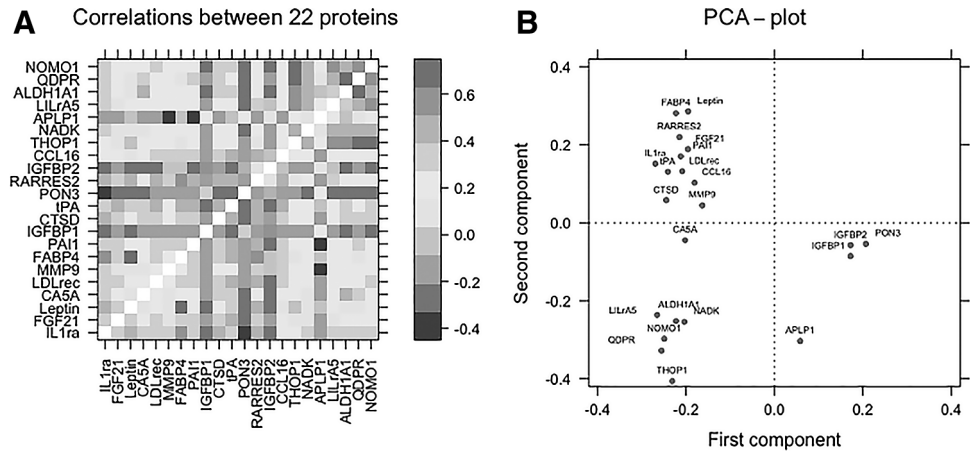 A
Correlations between 22 proteins
NOMO1
QDPR
ALDH1A1
LILrA5
APLP1
NADK
THOP1
CCL16
IGFBP2
RARRES2
PON3
tPA
CTSD
IGFBP1
PAI1
FABP4
MMP9
LDLrec
CA5A
Leptin
FGF21
IL1ra
IL1ra
FGF21
Leptin
CA5A
LDLrec
MMP9
FABP4
PAI1
IGFBP1
CTSD
tPA
PON3
RARRES2
IGFBP2
CCL16
THOP1
NADK
APLP1
LILrA5
ALDH1A1
QDPR
NOMO1
0.6
0.4
0.2
0.0
-0.2
-0.4
B
PCA – plot
Second component
0.4
0.2
0.0
-0.2
-0.4
FABP4 Leptin
RARRES2
FGF21
PAI1
IL1ra
tPA LDLrec
CCL16
CTSD
MMP9
CA5A
IGFBP2 PON3
IGFBP1
LILrA5 ALDH1A1
NADK
NOMO1
QDPR
APLP1
THOP1
-0.4 -0.2 0.0 0.2 0.4
First component